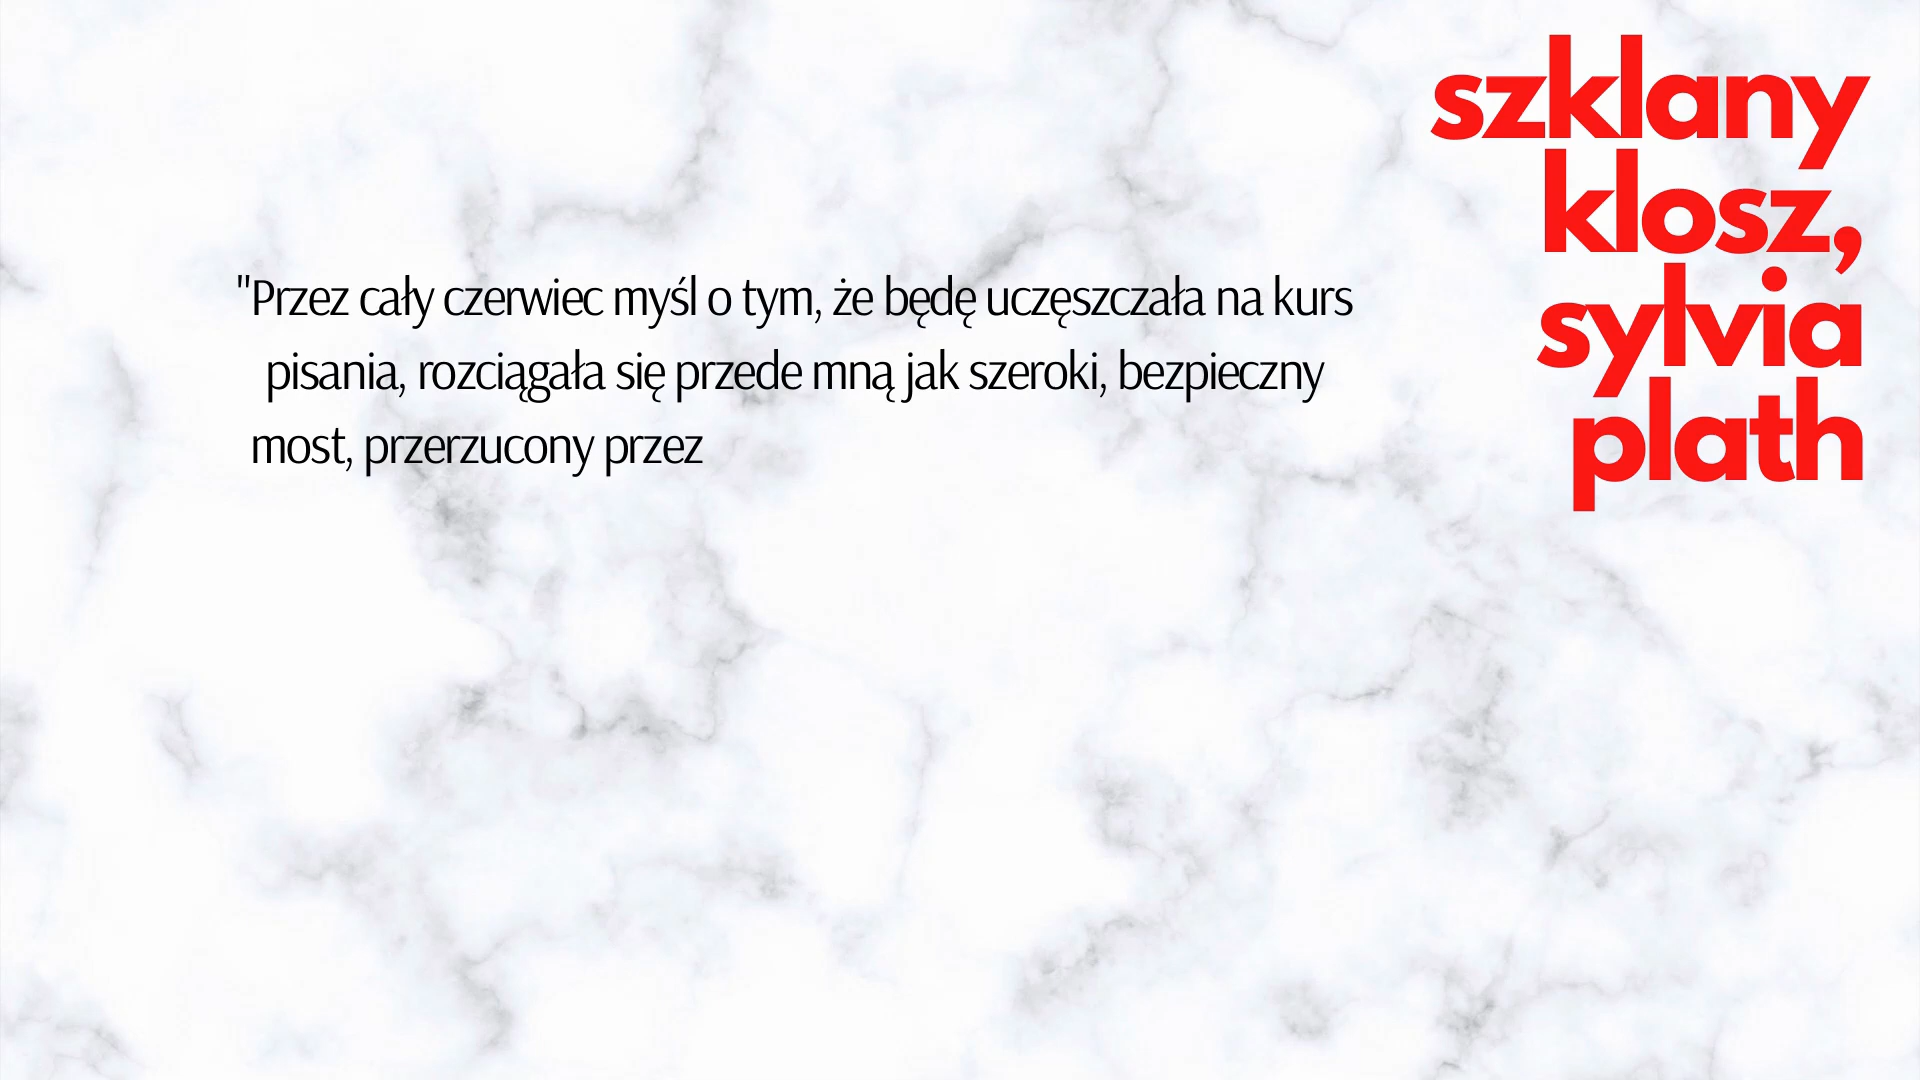 szklany
klosz,
sylvia
plath
"Przez cały czerwiec myśl o tym, że będę uczęszczała na kurs
pisania, rozciągała się przede mną jak szeroki, bezpieczny
most, przerzucony przez